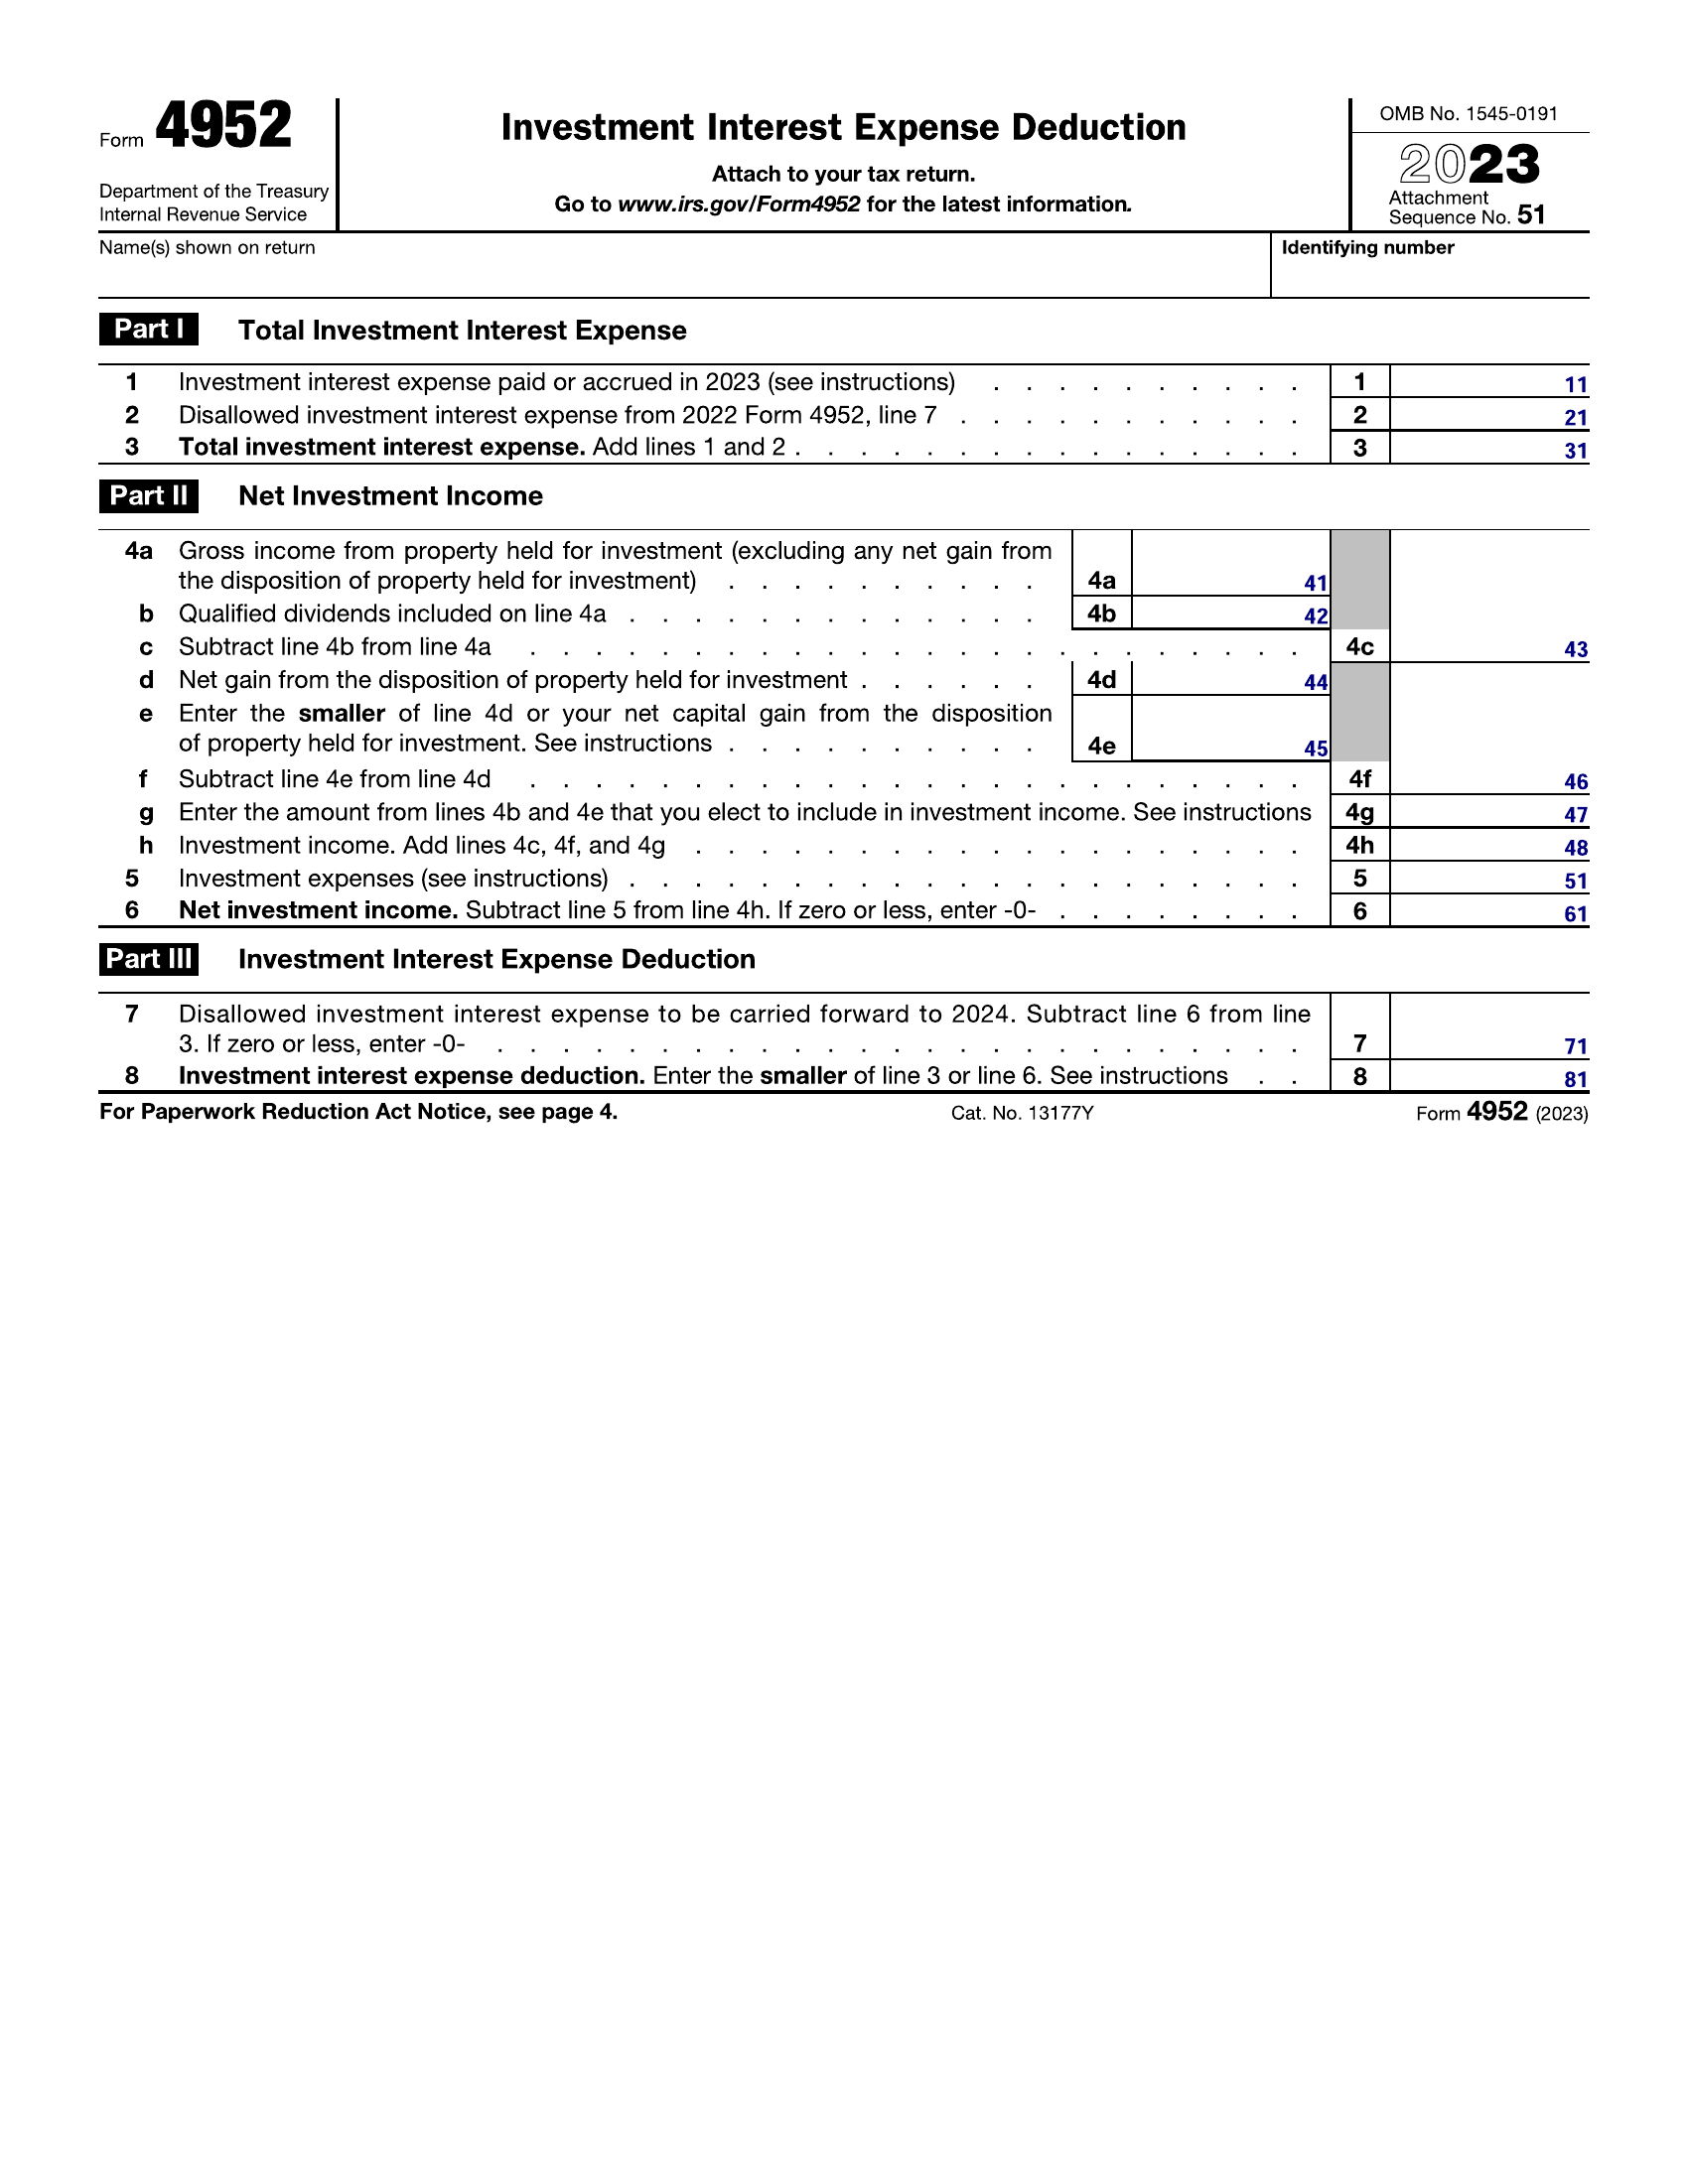 Form 4952
Department of the Treasury
Internal Revenue Service
Investment Interest Expense Deduction
Attach to your tax return.
Go to www.irs.gov/Form4952 for the latest information.
OMB No. 1545-0191
2023
Attachment
Sequence No. 51
Name(s) shown on return
Identifying number
Part I Total Investment Interest Expense
1 Investment interest expense paid or accrued in 2023 (see instructions) . . . . . . . . . . 1 11
2 Disallowed investment interest expense from 2022 Form 4952, line 7 . . . . . . . . . . . 2 21
3 Total investment interest expense. Add lines 1 and 2 . . . . . . . . . . . . . . . . 3 31
Part II Net Investment Income
4a Gross income from property held for investment (excluding any net gain from
the disposition of property held for investment) . . . . . . . . . . 4a 41
b Qualified dividends included on line 4a . . . . . . . . . . . . . 4b 42
c Subtract line 4b from line 4a . . . . . . . . . . . . . . . . . . . . . . . . 4c 43
d Net gain from the disposition of property held for investment . . . . . . 4d 44
e Enter the smaller of line 4d or your net capital gain from the disposition
of property held for investment. See instructions . . . . . . . . . . 4e 45
f Subtract line 4e from line 4d . . . . . . . . . . . . . . . . . . . . . . . . 4f 46
g Enter the amount from lines 4b and 4e that you elect to include in investment income. See instructions 4g 47
h Investment income. Add lines 4c, 4f, and 4g . . . . . . . . . . . . . . . . . . . 4h 48
5 Investment expenses (see instructions) . . . . . . . . . . . . . . . . . . . . . 5 51
6 Net investment income. Subtract line 5 from line 4h. If zero or less, enter -0- . . . . . . . . 6 61
Part III Investment Interest Expense Deduction
7 Disallowed investment interest expense to be carried forward to 2024. Subtract line 6 from line
3. If zero or less, enter -0- . . . . . . . . . . . . . . . . . . . . . . . . . 7 71
8 Investment interest expense deduction. Enter the smaller of line 3 or line 6. See instructions . . 8 81
For Paperwork Reduction Act Notice, see page 4. Cat. No. 13177Y Form 4952 (2023)